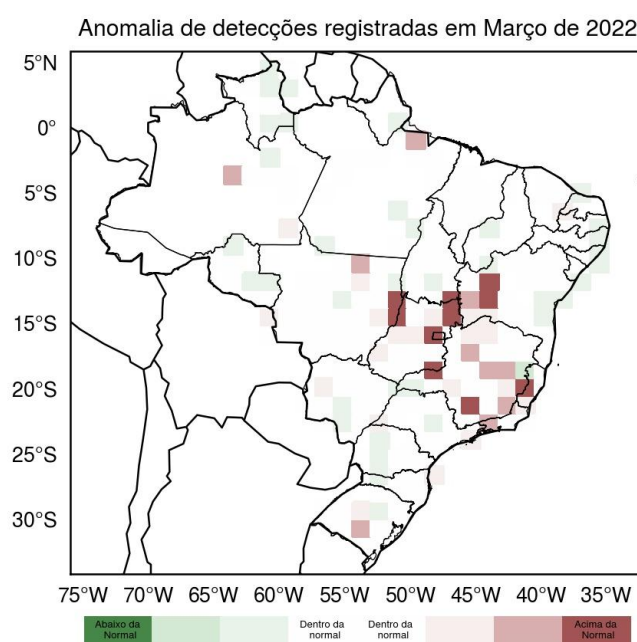 Anomalia de detecções registradas em Março de 2022
5°N
0°
5°S
10°S
15°S
20°S
25°S
30°S
75°W 70°W 65°W 60°W 55°W 50°W 45°W 40°W 35°W
Abaixo da Normal
Dentro da normal
Dentro da normal
Acima da Normal